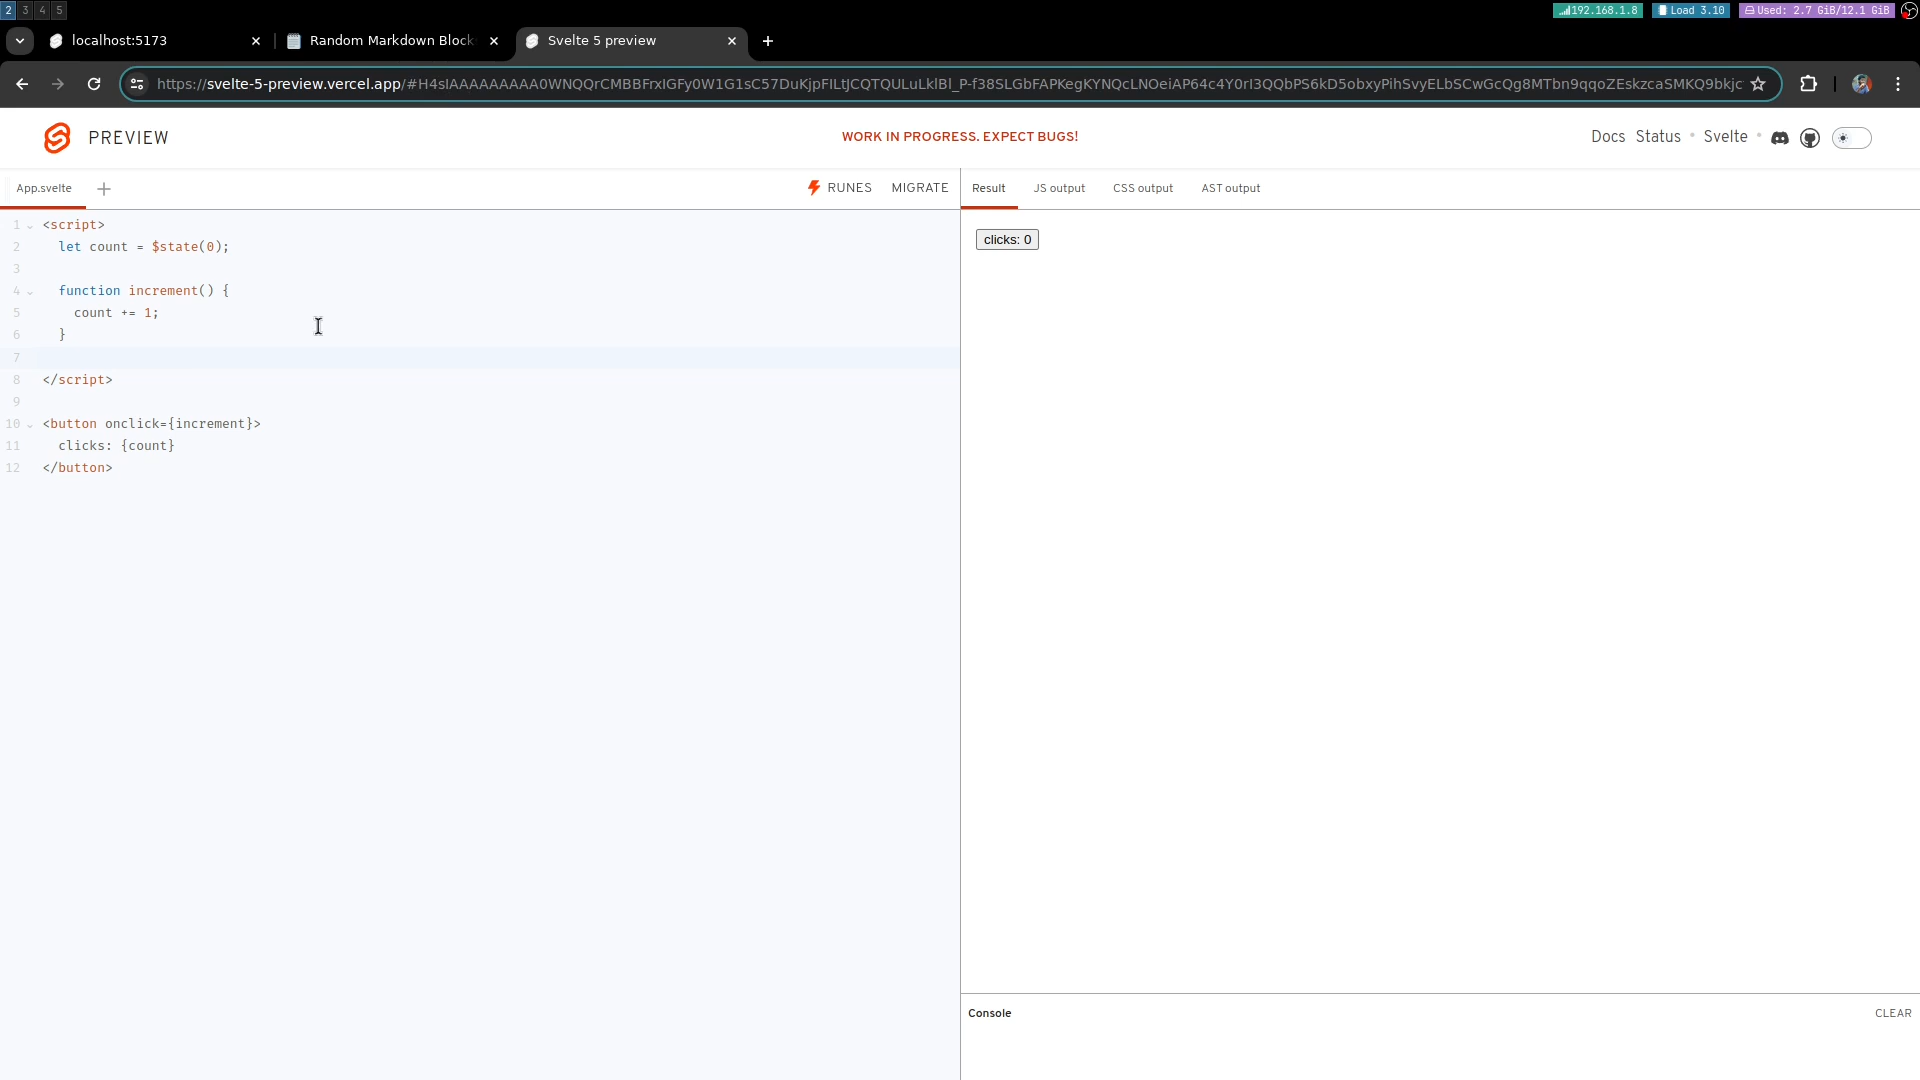 2 3 4 5
192.168.1.8 Load 3.10 Used: 2.7 GiB/12.1 GiB
localhost:5173 Random Markdown Block Svelte 5 preview
https://svelte-5-preview.vercel.app/
PREVIEW WORK IN PROGRESS. EXPECT BUGS! Docs Status • Svelte •
App.svelte RUNES MIGRATE Result JS output CSS output AST output
1 <script>
2 let count = $state(0);
3
4 function increment() {
5 count += 1;
6 }
7
8 </script>
9
10 <button onclick={increment}>
11 clicks: {count}
12 </button>
clicks: 0
Console CLEAR